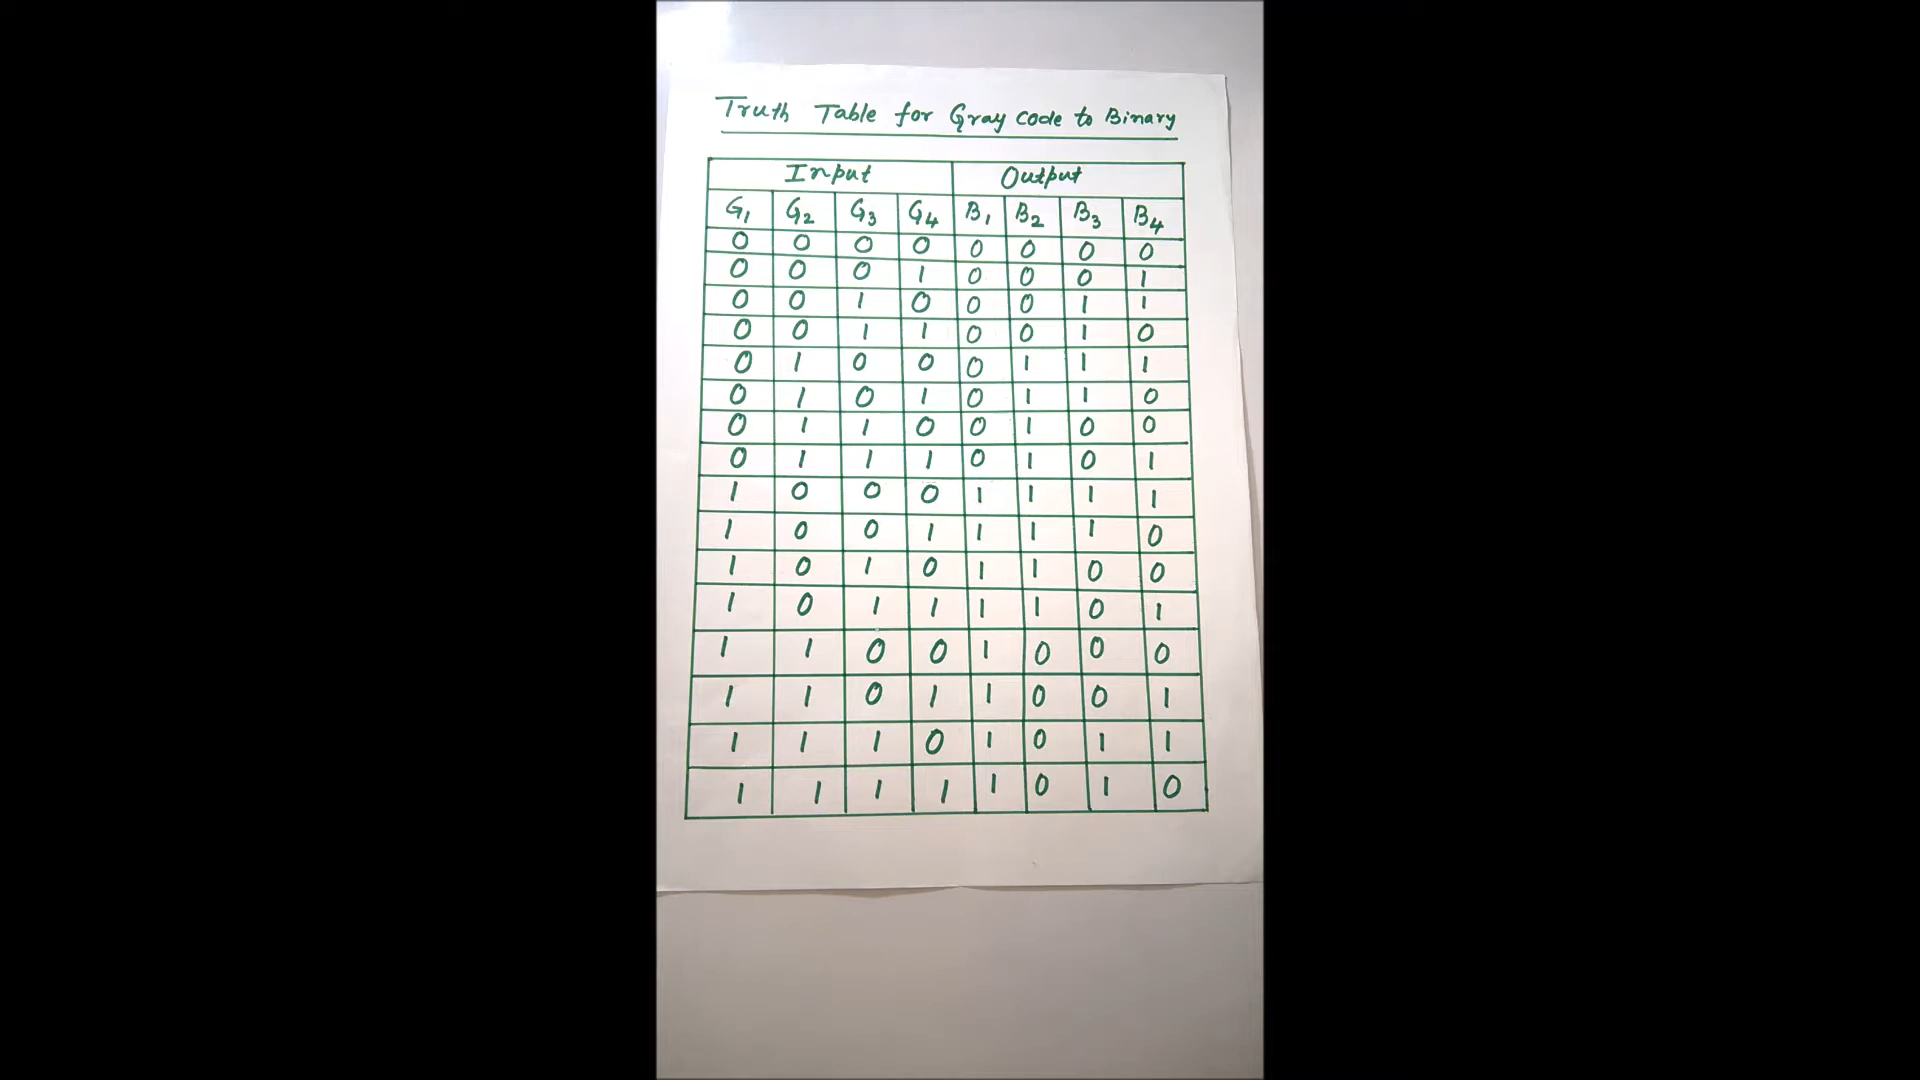 Truth Table for Gray code to Binary
Input Output
G1 G2 G3 G4 B1 B2 B3 B4
0 0 0 0 0 0 0 0
0 0 0 1 0 0 0 1
0 0 1 0 0 0 1 1
0 0 1 1 0 0 1 0
0 1 0 0 0 1 1 1
0 1 0 1 0 1 1 0
0 1 1 0 0 1 0 0
0 1 1 1 0 1 0 1
1 0 0 0 1 1 1 1
1 0 0 1 1 1 1 0
1 0 1 0 1 1 0 0
1 0 1 1 1 1 0 1
1 1 0 0 1 0 0 0
1 1 0 1 1 0 0 1
1 1 1 0 1 0 1 1
1 1 1 1 1 0 1 0